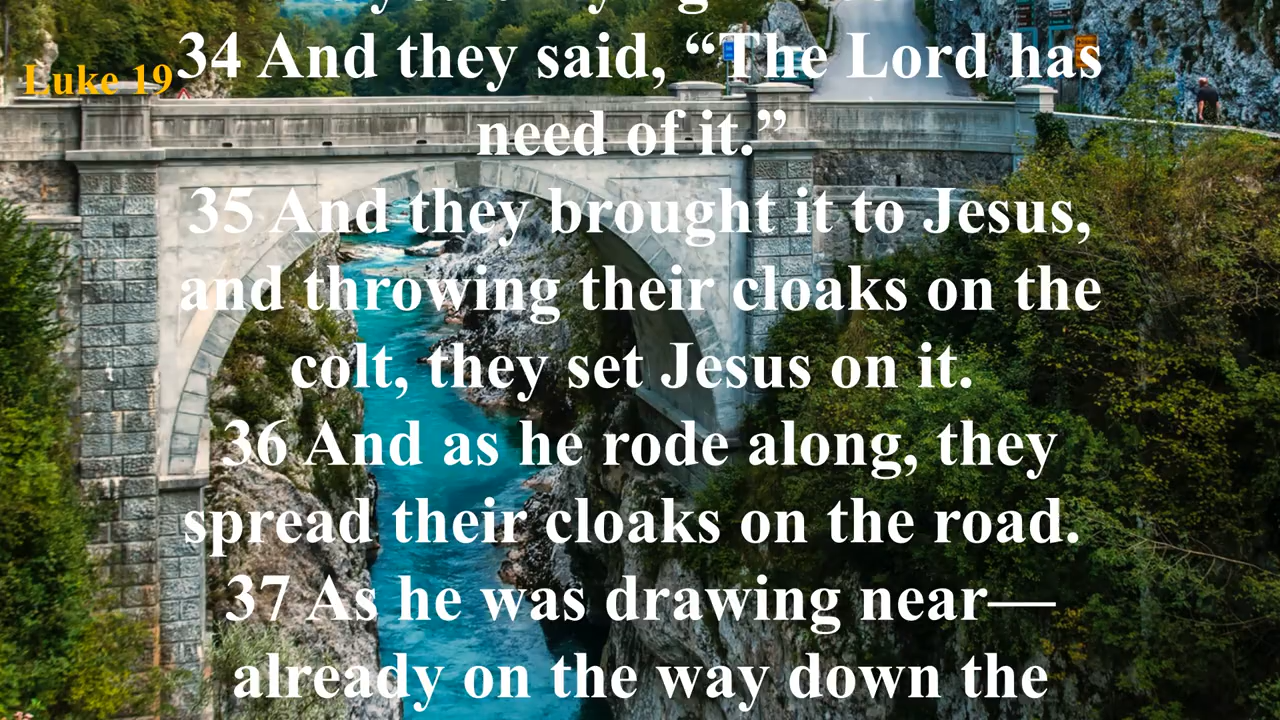 Luke 19
34 And they said, “The Lord has
need of it.”
35 And they brought it to Jesus,
and throwing their cloaks on the
colt, they set Jesus on it.
36 And as he rode along, they
spread their cloaks on the road.
37 As he was drawing near—
already on the way down the